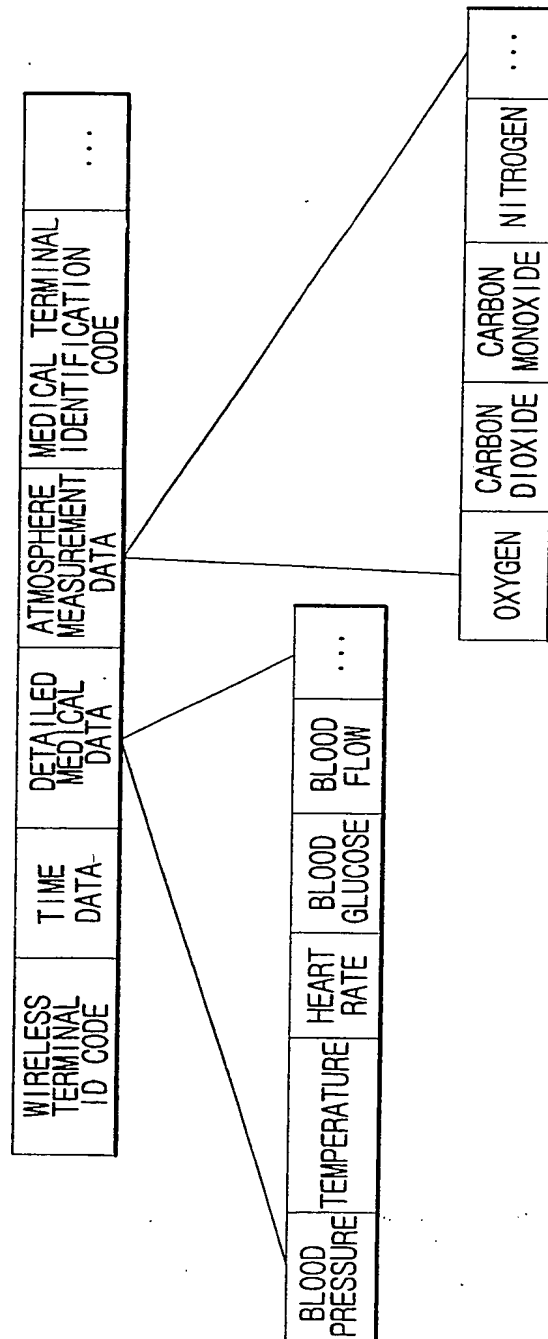 WIRELESS
TERMINAL
ID CODE
TIME
DATA
DETAILED
MEDICAL
DATA
ATMOSPHERE
MEASUREMENT
DATA
MEDICAL TERMINAL
IDENTIFICATION
CODE
...
BLOOD
PRESSURE
TEMPERATURE
HEART
RATE
BLOOD
GLUCOSE
BLOOD
FLOW
...
OXYGEN
CARBON
DIOXIDE
CARBON
MONOXIDE
NITROGEN
...